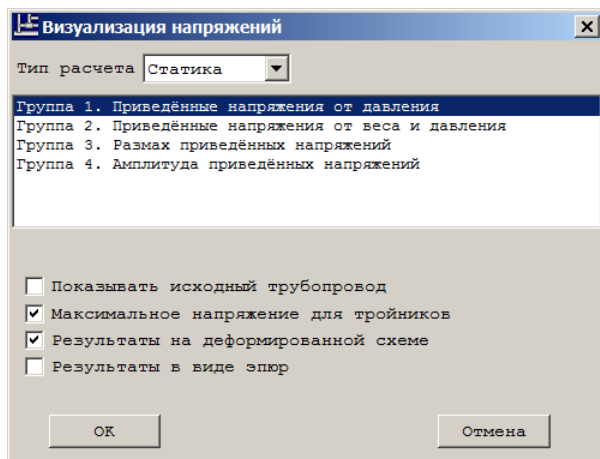 Визуализация напряжений
Тип расчета Статика
Группа 1. Приведённые напряжения от давления
Группа 2. Приведённые напряжения от веса и давления
Группа 3. Размах приведённых напряжений
Группа 4. Амплитуда приведённых напряжений
Показывать исходный трубопровод
Максимальное напряжение для тройников
Результаты на деформированной схеме
Результаты в виде эпюр
ОК Отмена